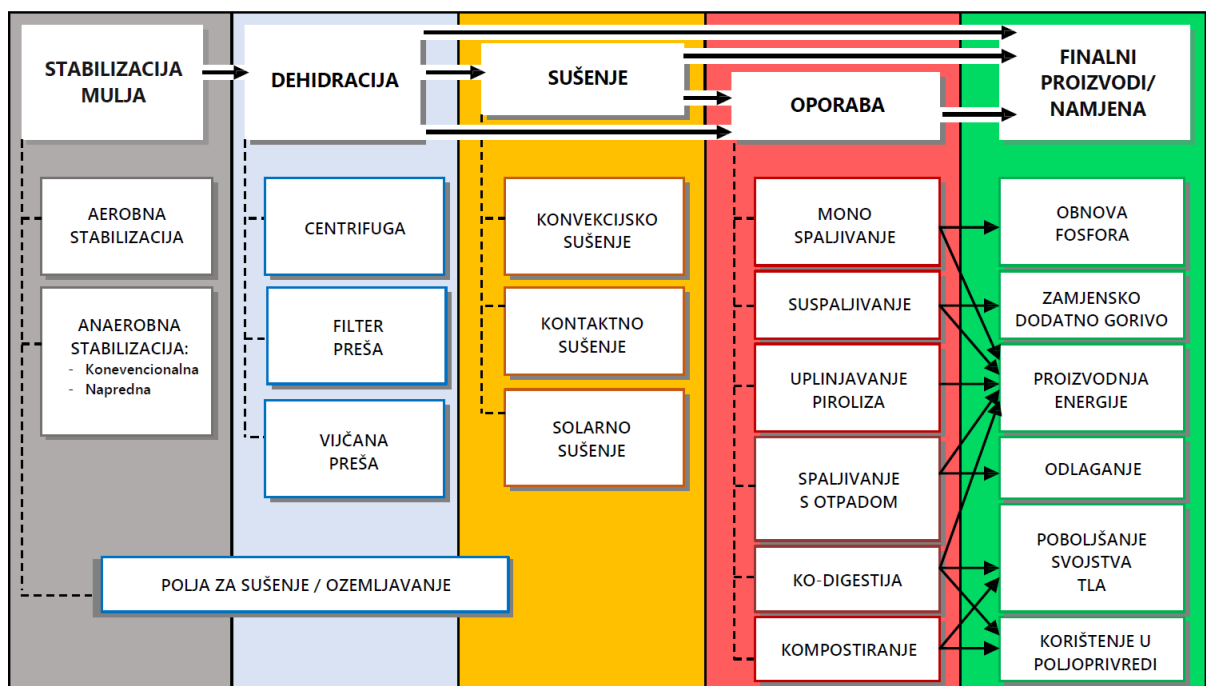 STABILIZACIJA
MULJA
DEHIDRACIJA
SUŠENJE
OPORABA
FINALNI
PROIZVODI/
NAMJENA
AEROBNA
STABILIZACIJA
ANAEROBNA
STABILIZACIJA:
- Konevencionalna
- Napredna
CENTRIFUGA
FILTER
PREŠA
VIJČANA
PREŠA
POLJA ZA SUŠENJE / OZEMLJAVANJE
KONVEKCIJSKO
SUŠENJE
KONTAKTNO
SUŠENJE
SOLARNO
SUŠENJE
MONO
SPALJIVANJE
SUSPALJIVANJE
UPLINJAVANJE
PIROLIZA
SPALJIVANJE
S OTPADOM
KO-DIGESTIJA
KOMPOSTIRANJE
OBNOVA
FOSFORA
ZAMJENSKO
DODATNO GORIVO
PROIZVODNJA
ENERGIJE
ODLAGANJE
POBOLJŠANJE
SVOJSTVA
TLA
KORIŠTENJE U
POLJOPRIVREDI